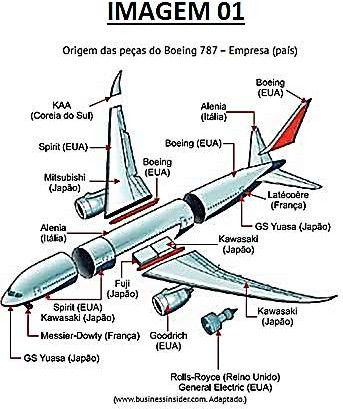 IMAGEM 01
Origem das peças do Boeing 787 – Empresa (país)
KAA
(Coreia do Sul)
Boeing
(EUA)
Alenia
(Itália)
Spirit (EUA)
Boeing (EUA)
Mitsubishi
(Japão)
Boeing
(EUA)
Latécoère
(França)
GS Yuasa (Japão)
Alenia
(Itália)
Kawasaki
(Japão)
Fuji
(Japão)
Spirit (EUA)
Kawasaki (Japão)
Kawasaki
(Japão)
Messier-Dowly (França)
Goodrich
(EUA)
GS Yuasa (Japão)
Rolls-Royce (Reino Unido)
General Electric (EUA)
(www.businessinsider.com. Adaptado.)